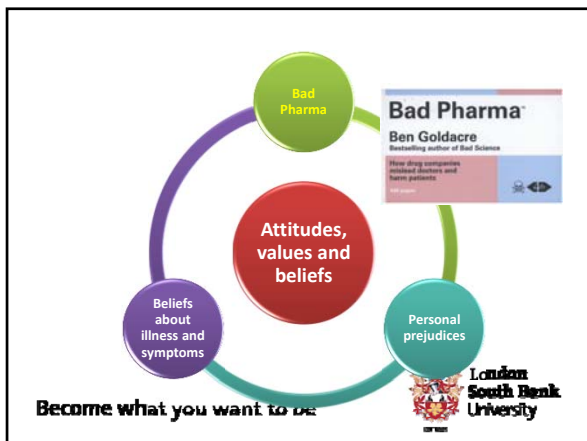 Bad
Pharma
Bad Pharma™
Ben Goldacre
Bestselling author of Bad Science
How drug companies
mislead doctors and
harm patients
Attitudes,
values and
beliefs
Beliefs
about
illness and
symptoms
Personal
prejudices
Become what you want to be
London
South Bank
University